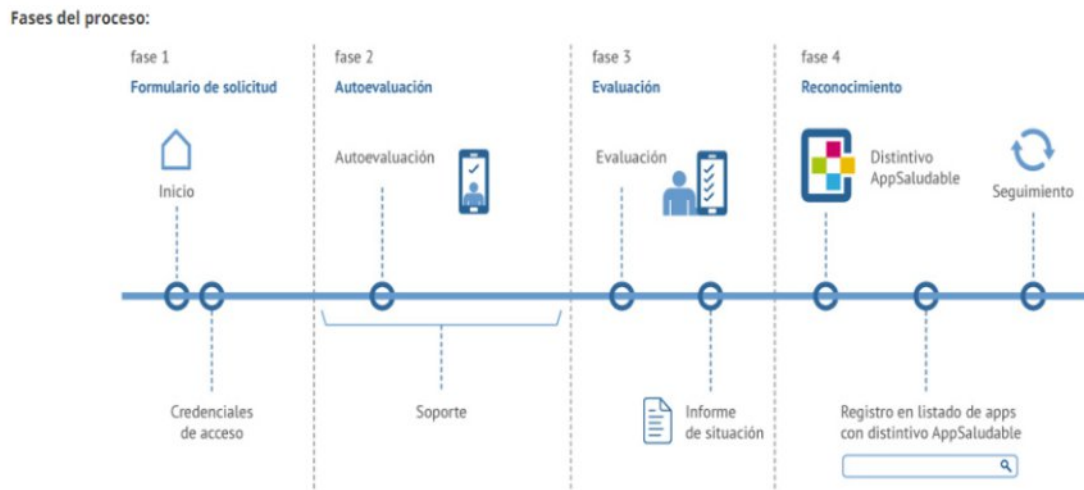 Fases del proceso:
fase 1
Formulario de solicitud
Inicio
Credenciales
de acceso
fase 2
Autoevaluación
Autoevaluación
Soporte
fase 3
Evaluación
Evaluación
Informe
de situación
fase 4
Reconocimiento
Distintivo
AppSaludable
Seguimiento
Registro en listado de apps
con distintivo AppSaludable